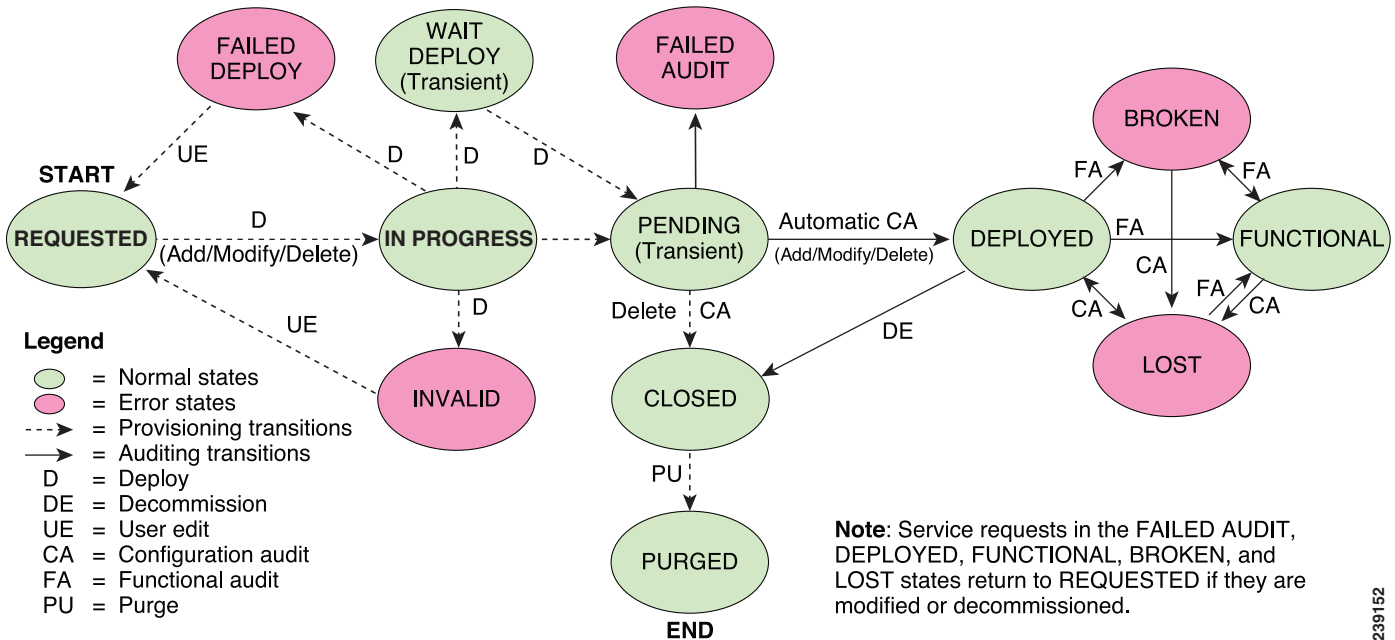 FAILED
DEPLOY
WAIT
DEPLOY
(Transient)
FAILED
AUDIT
BROKEN
UE
D
D
D
FA
FA
START
REQUESTED
D
(Add/Modify/Delete)
IN PROGRESS
PENDING
(Transient)
Automatic CA
(Add/Modify/Delete)
DEPLOYED
FA
FUNCTIONAL
CA
FA
CA
CA
UE
D
Delete
CA
DE
INVALID
CLOSED
LOST
Legend
= Normal states
= Error states
= Provisioning transitions
= Auditing transitions
D = Deploy
DE = Decommission
UE = User edit
CA = Configuration audit
FA = Functional audit
PU = Purge
PU
PURGED
END
Note: Service requests in the FAILED AUDIT,
DEPLOYED, FUNCTIONAL, BROKEN, and
LOST states return to REQUESTED if they are
modified or decommissioned.
239152